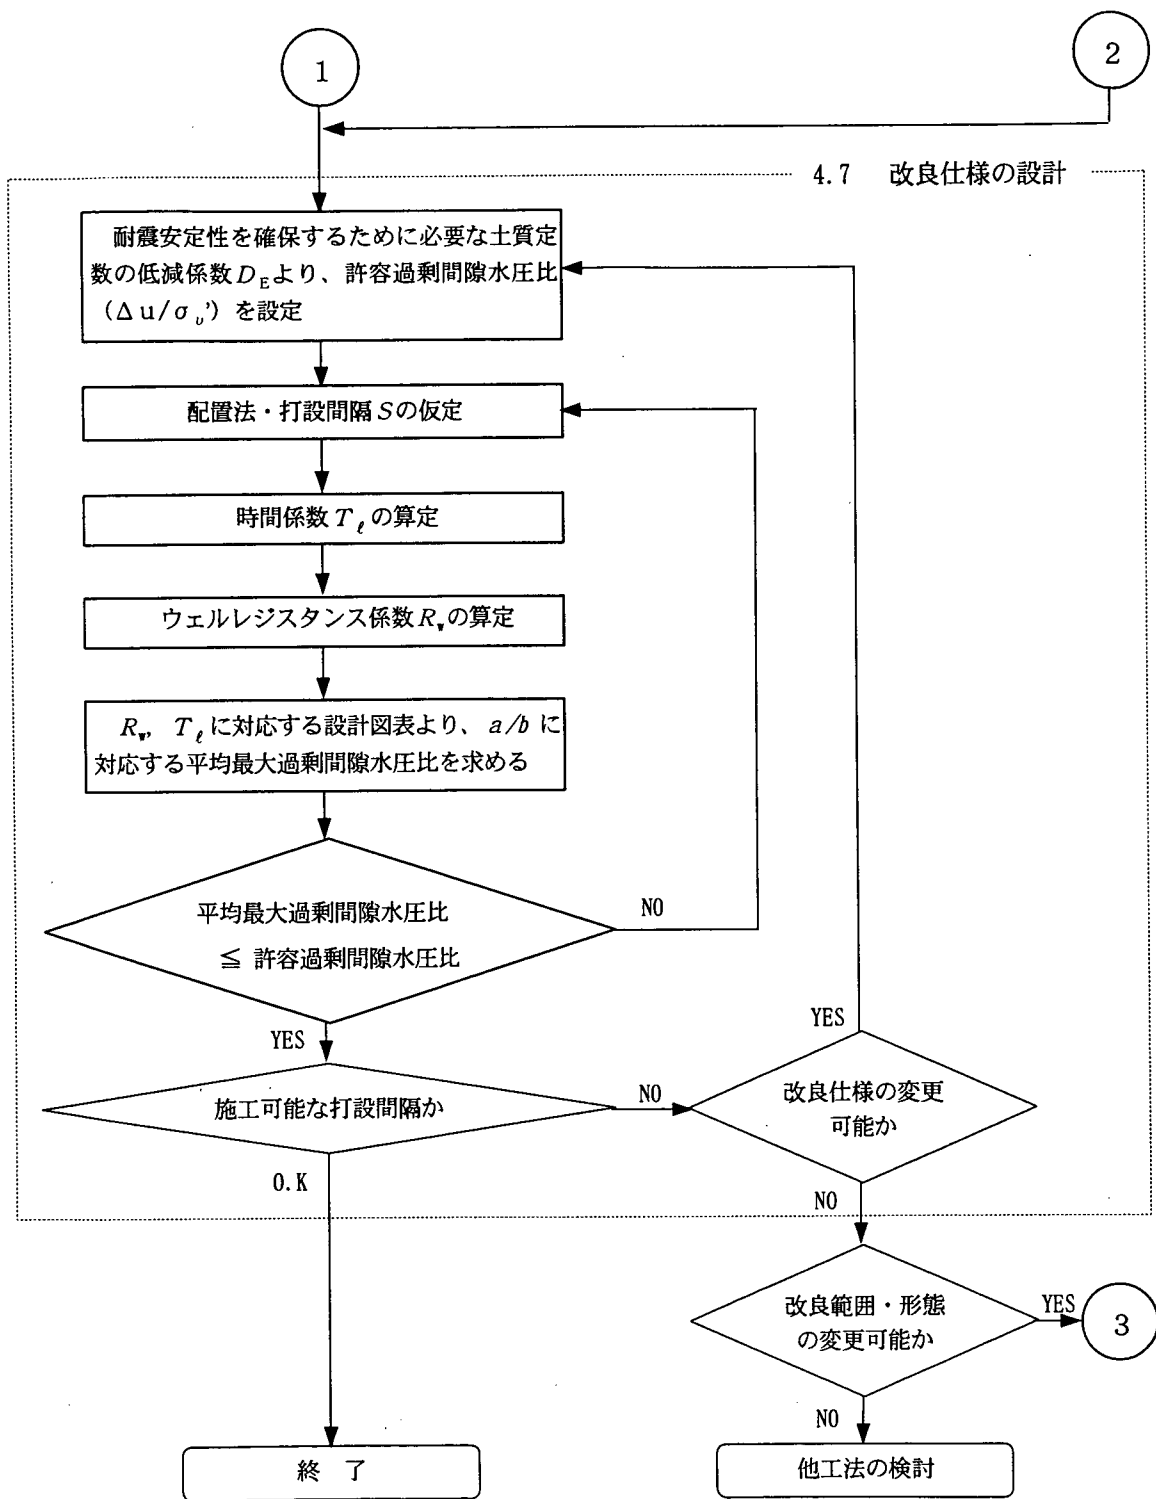 1
2
4.7 改良仕様の設計
耐震安定性を確保するために必要な土質定
数の低減係数DEより、許容過剰間隙水圧比
(Δu/συ')を設定
配置法・打設間隔Sの仮定
時間係数Tℓの算定
ウェルレジスタンス係数Rwの算定
Rw, Tℓに対応する設計図表より、a/bに
対応する平均最大過剰間隙水圧比を求める
平均最大過剰間隙水圧比
≦ 許容過剰間隙水圧比
NO
YES
施工可能な打設間隔か
NO
O.K
YES
改良仕様の変更
可能か
NO
改良範囲・形態
の変更可能か
YES
3
NO
終 了
他工法の検討